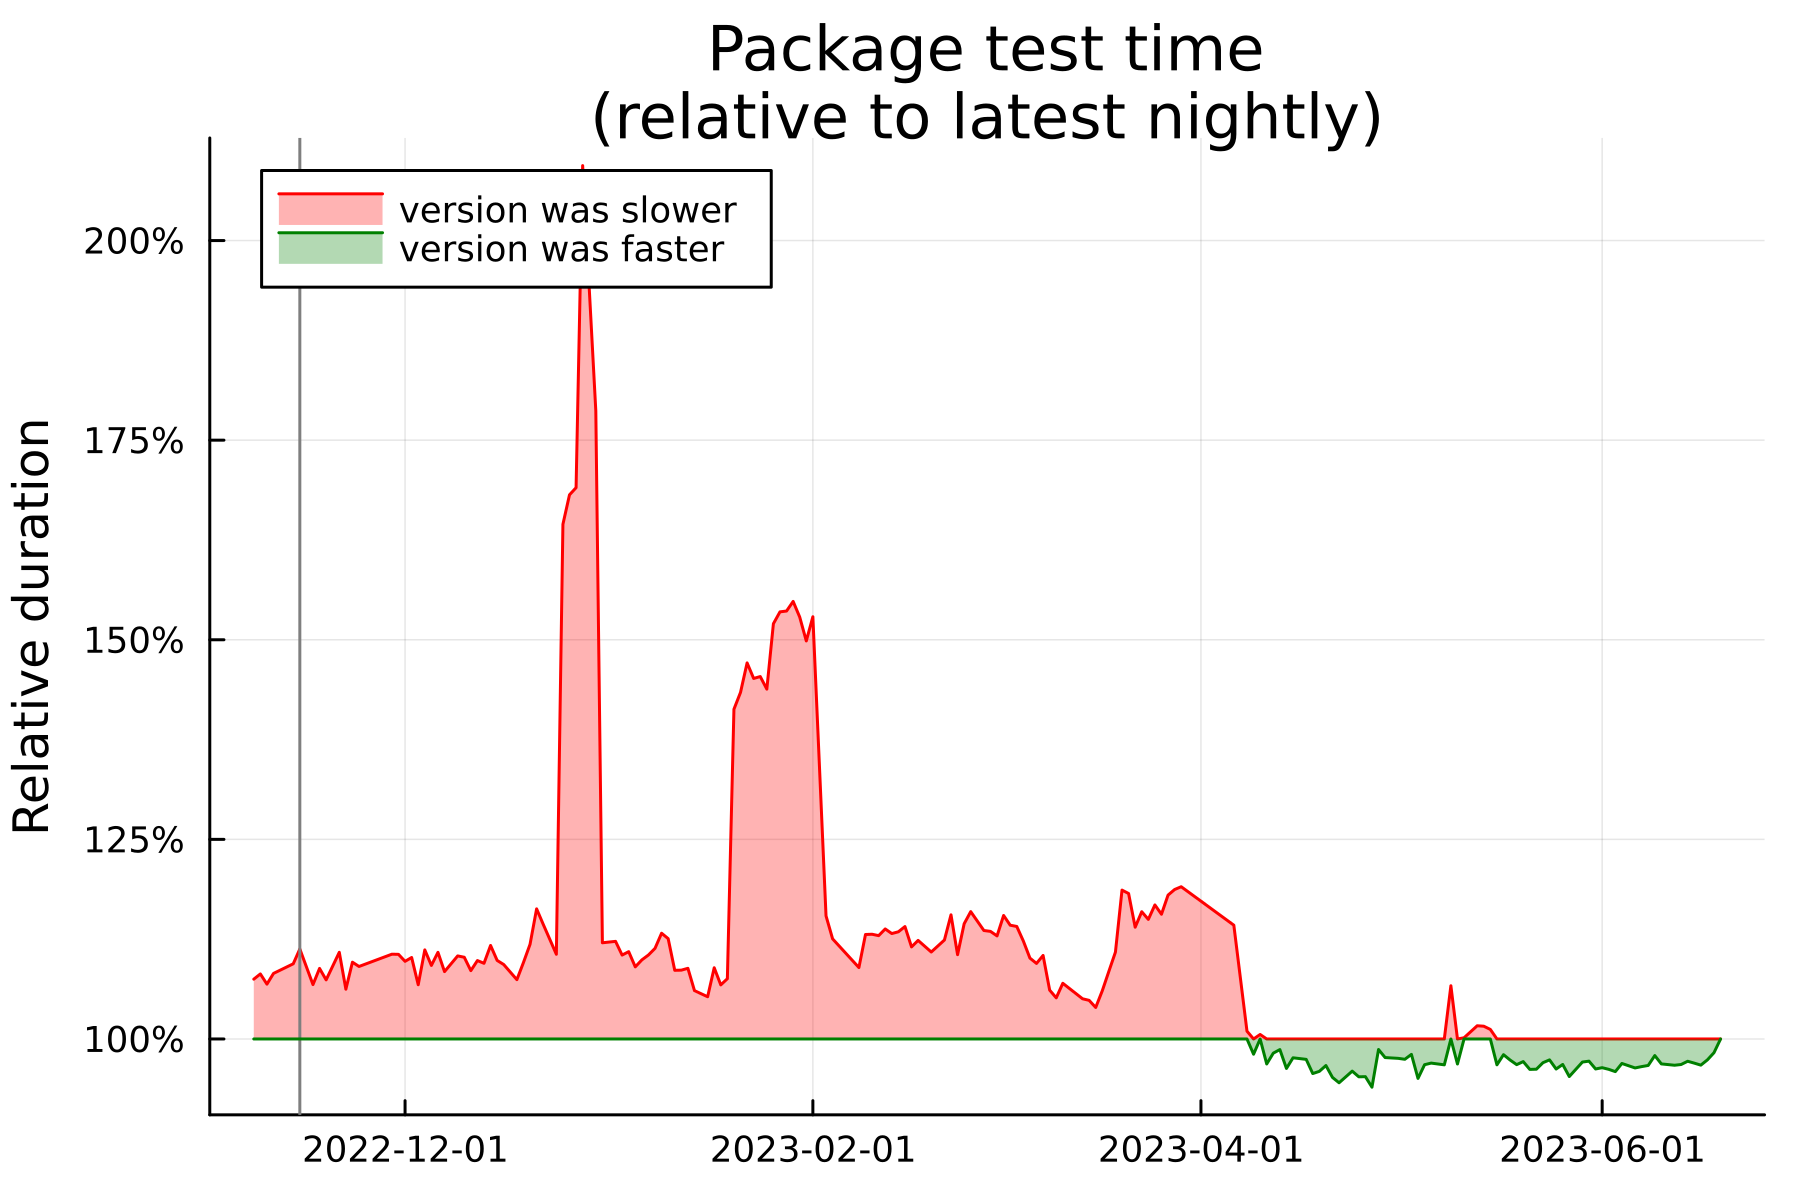 Package test time
(relative to latest nightly)
version was slower
version was faster
200%
175%
150%
125%
100%
Relative duration
2022-12-01
2023-02-01
2023-04-01
2023-06-01